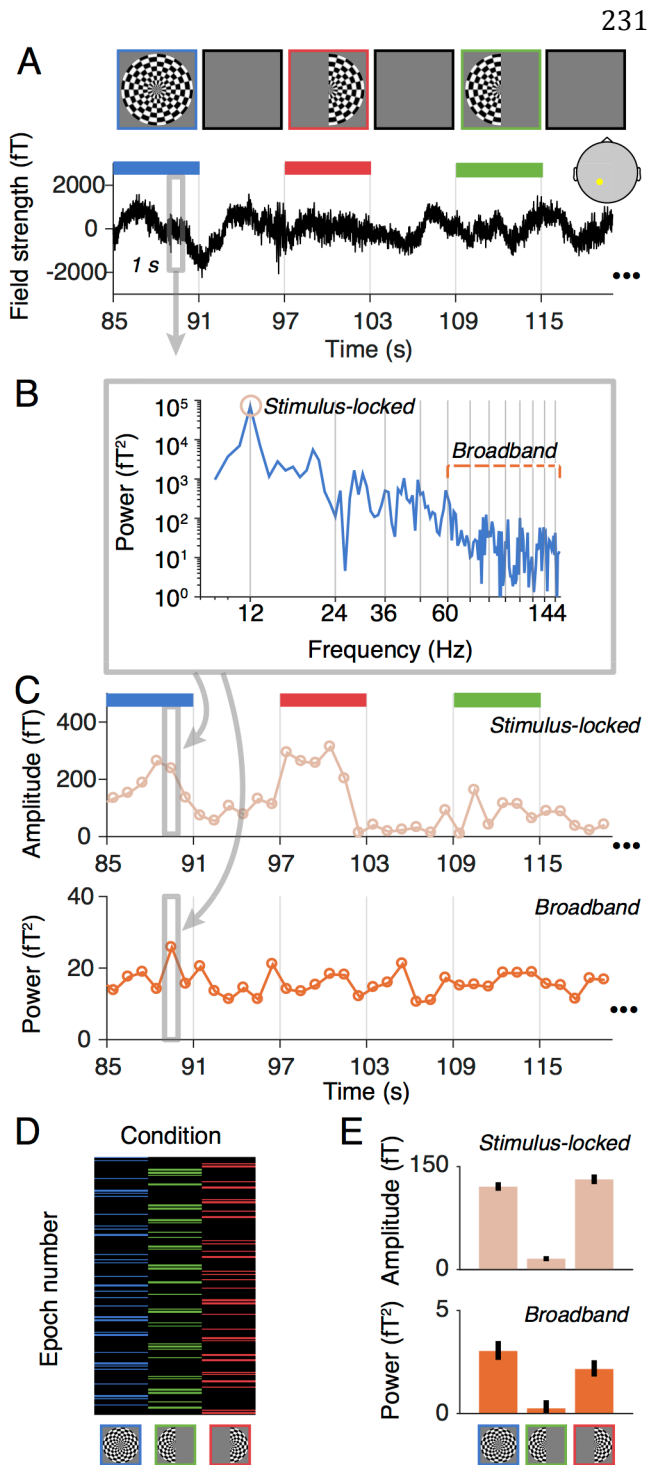 231
A
Field strength (fT)
2000
0
-2000
1 s
85 91 97 103 109 115
Time (s)
B
Stimulus-locked
Broadband
Power (fT²)
10⁵
10⁴
10³
10²
10¹
10⁰
12 24 36 60 144
Frequency (Hz)
C
Stimulus-locked
Amplitude (fT)
400
200
0
85 91 97 103 109 115
Broadband
Power (fT²)
40
20
0
85 91 97 103 109 115
Time (s)
D
Condition
Epoch number
E
Stimulus-locked
Amplitude (fT)
150
0
Broadband
Power (fT²)
5
0